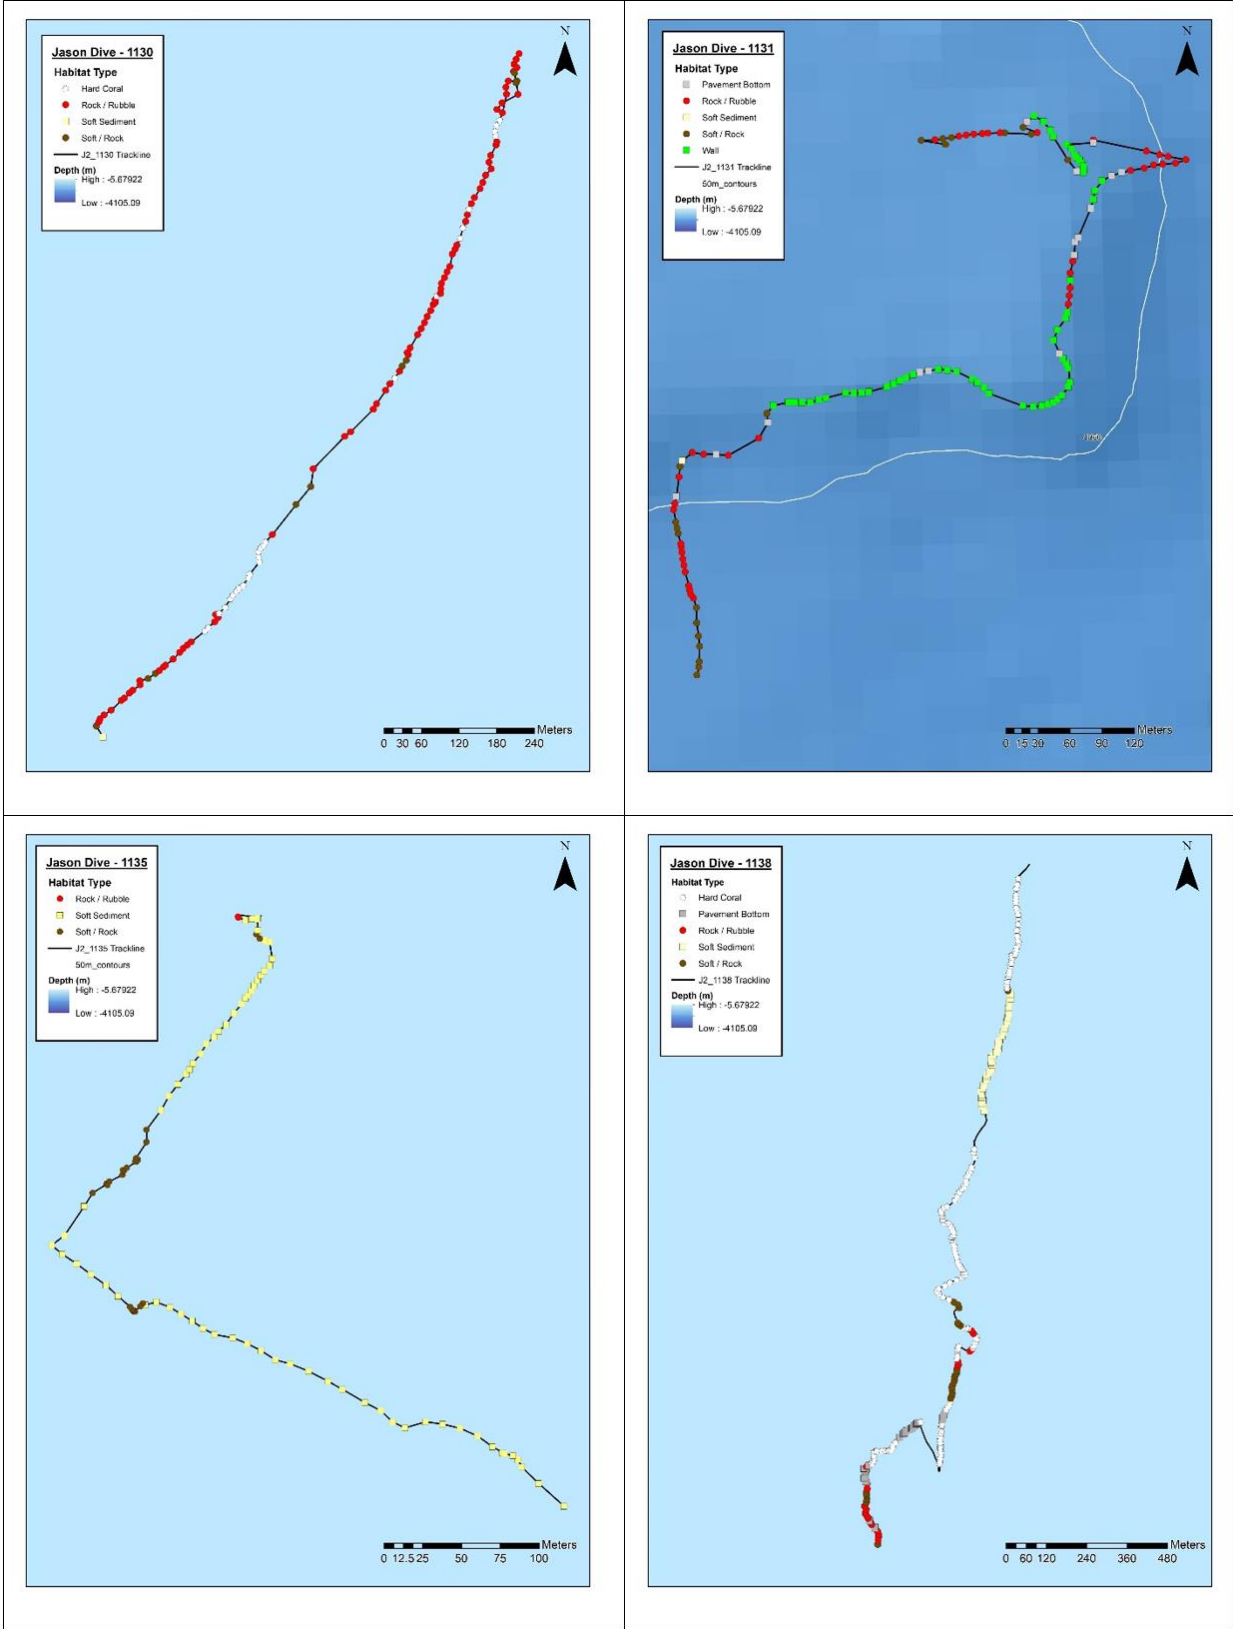 N
Jason Dive - 1130
Habitat Type
Hard Coral
Rock / Rubble
Soft Sediment
Soft / Rock
J2_1130 Trackline
Depth (m)
High : -5.67922
Low : -4105.09
Meters
0 30 60 120 180 240
N
Jason Dive - 1131
Habitat Type
Pavement Bottom
Rock / Rubble
Soft Sediment
Soft / Rock
Wall
J2_1131 Trackline
50m_contours
Depth (m)
High : -5.67922
Low : -4105.09
Meters
0 15 30 60 90 120
N
Jason Dive - 1135
Habitat Type
Rock / Rubble
Soft Sediment
Soft / Rock
J2_1135 Trackline
50m_contours
Depth (m)
High : -5.67922
Low : -4105.09
Meters
0 12.5 25 50 75 100
N
Jason Dive - 1138
Habitat Type
Hard Coral
Pavement Bottom
Rock / Rubble
Soft Sediment
Soft / Rock
J2_1138 Trackline
Depth (m)
High : -5.67922
Low : -4105.09
Meters
0 60 120 240 360 480